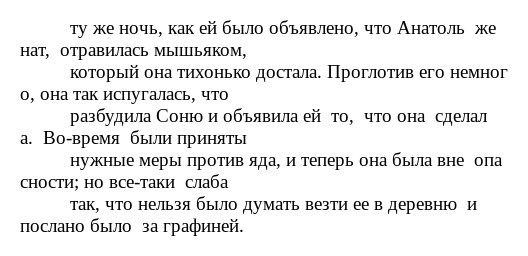 ту же ночь, как ей было объявлено, что Анатоль  же
нат,  отравилась мышьяком,
который она тихонько достала. Проглотив его немног
о, она так испугалась, что
разбудила Соню и объявила ей  то,  что она  сделал
а.  Во-время  были приняты
нужные меры против яда, и теперь она была вне  опа
сности; но все-таки  слаба
так, что нельзя было думать везти ее в деревню  и
послано было  за графиней.